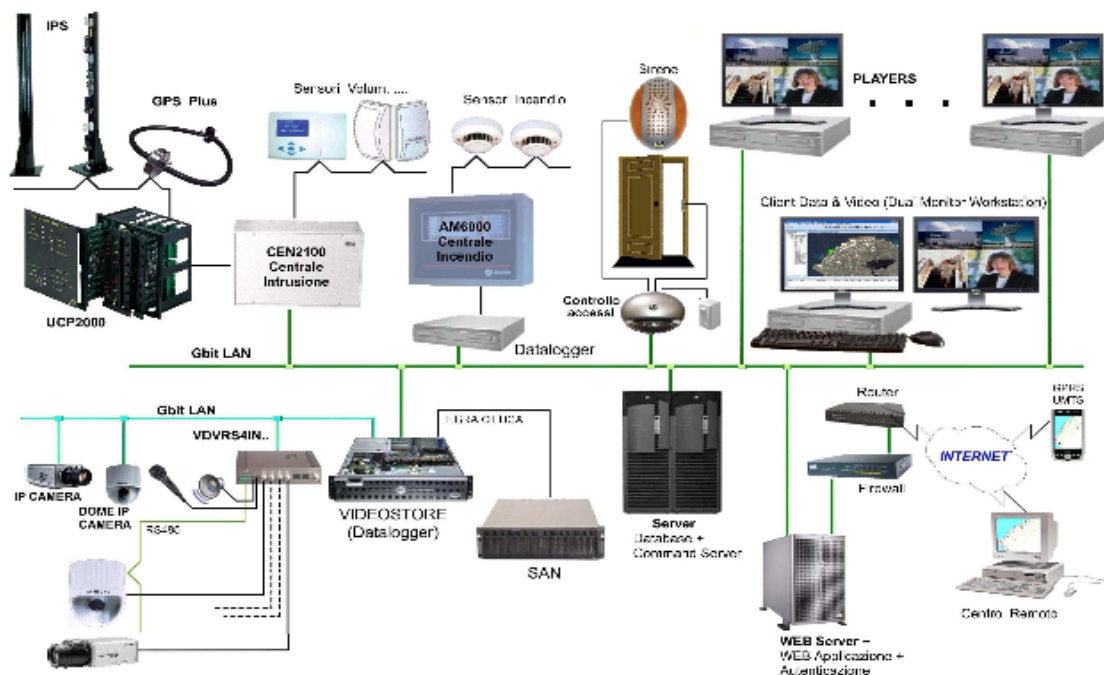 IPS
GPS Plus
Sensori Volum. ....
Sensori Incendio
Sirene
PLAYERS
. . .
UCP2000
CEN2100
Centrale
Intrusione
AM6000
Centrale
Incendio
Datalogger
Controllo
accessi
Client Data & Video (Dual Monitor Workstation)
Gbit LAN
Gbit LAN
VDVRS4IN..
IP CAMERA
DOME IP
CAMERA
VIDEOSTORE
(Datalogger)
FIBRA OTTICA
SAN
Server
Database +
Command Server
Router
Firewall
INTERNET
GPRS
UMTS
Centro Remoto
WEB Server –
WEB Applicazione +
Autenticazione